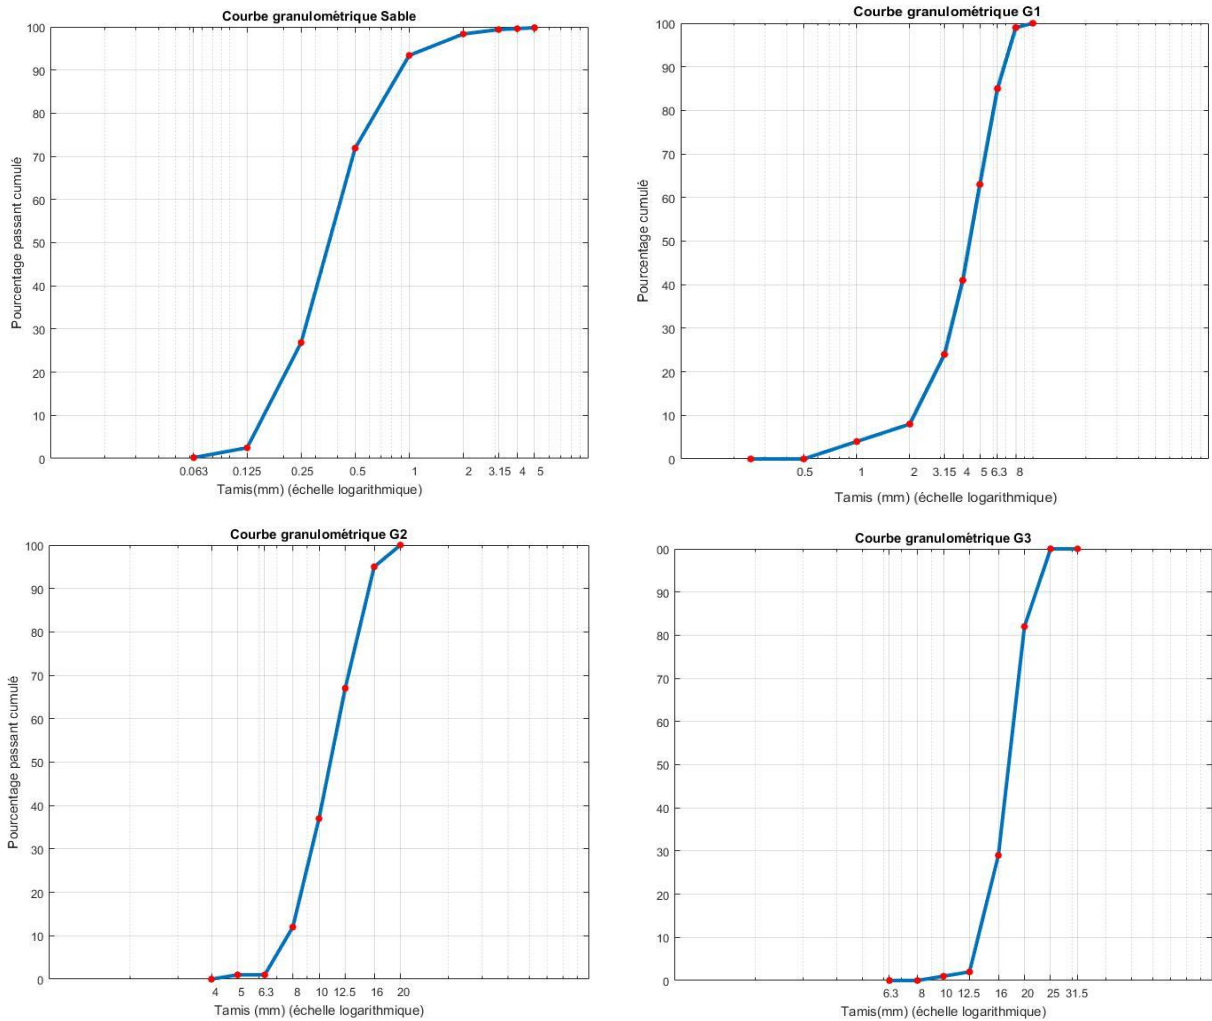 Courbe granulométrique Sable
100
90
80
70
60
50
40
30
20
10
0
Pourcentage passant cumulé
0.063 0.125 0.25 0.5 1 2 3.15 4 5
Tamis(mm) (échelle logarithmique)
Courbe granulométrique G1
100
90
80
70
60
50
40
30
20
10
0
Pourcentage cumulé
0.5 1 2 3.15 4 5 6.3 8
Tamis (mm) (échelle logarithmique)
Courbe granulométrique G2
100
90
80
70
60
50
40
30
20
10
0
Pourcentage passant cumulé
4 5 6.3 8 10 12.5 16 20
Tamis (mm) (échelle logarithmique)
Courbe granulométrique G3
00
90
80
70
60
50
40
30
20
10
0
6.3 8 10 12.5 16 20 25 31.5
Tamis(mm) (échelle logarithmique)